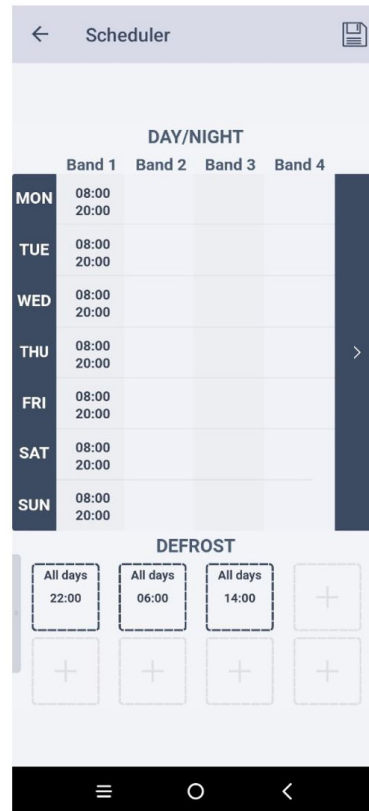 Scheduler
DAY/NIGHT
Band 1 Band 2 Band 3 Band 4
MON 08:00
20:00
TUE 08:00
20:00
WED 08:00
20:00
THU 08:00
20:00
FRI 08:00
20:00
SAT 08:00
20:00
SUN 08:00
20:00
DEFROST
All days All days All days
22:00 06:00 14:00